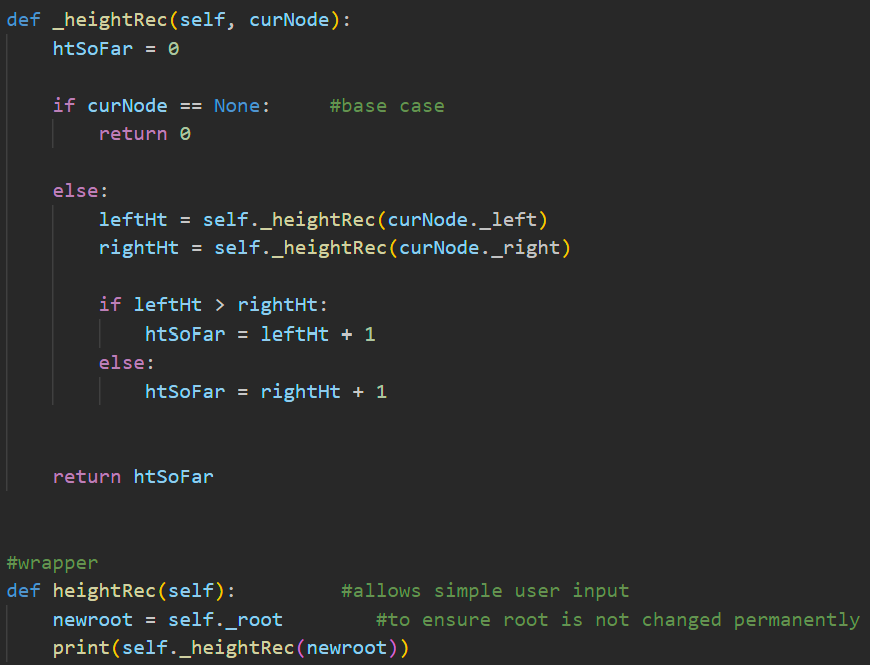 def _heightRec(self, curNode):
    htSoFar = 0

    if curNode == None:     #base case
        return 0

    else:
        leftHt = self._heightRec(curNode._left)
        rightHt = self._heightRec(curNode._right)

        if leftHt > rightHt:
            htSoFar = leftHt + 1
        else:
            htSoFar = rightHt + 1


    return htSoFar


#wrapper
def heightRec(self):         #allows simple user input
    newroot = self._root        #to ensure root is not changed permanently
    print(self._heightRec(newroot))